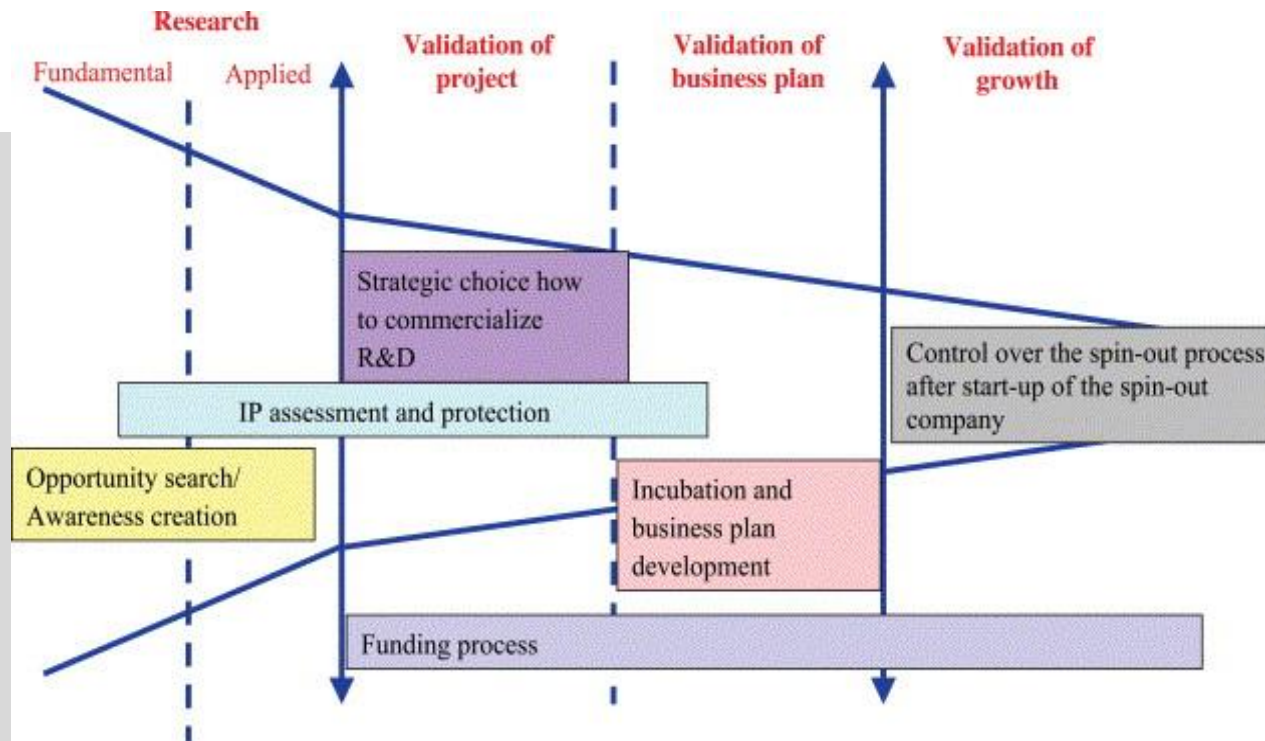 Research
Fundamental
Applied
Validation of
project
Validation of
business plan
Validation of
growth
Strategic choice how
to commercialize
R&D
Control over the spin-out process
after start-up of the spin-out
company
IP assessment and protection
Opportunity search/
Awareness creation
Incubation and
business plan
development
Funding process